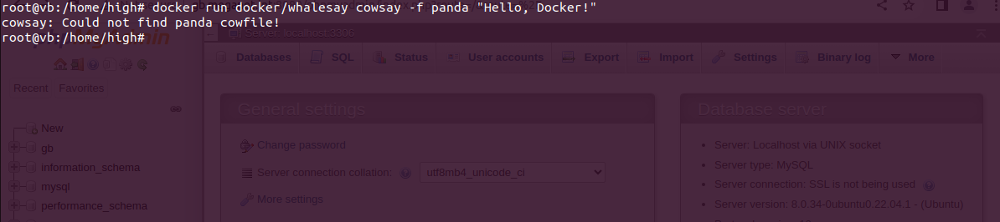 root@vb:/home/high# docker run docker/whalesay cowsay -f panda "Hello, Docker!"
cowsay: Could not find panda cowfile!
root@vb:/home/high#
Server: localhost:3306
Databases SQL Status User accounts Export Import Settings Binary log More
Recent Favorites
New
gb
information_schema
mysql
performance_schema
General settings
Change password
Server connection collation: utf8mb4_unicode_ci
More settings
Database server
Server: Localhost via UNIX socket
Server type: MySQL
Server connection: SSL is not being used
Server version: 8.0.34-0ubuntu0.22.04.1 - (Ubuntu)